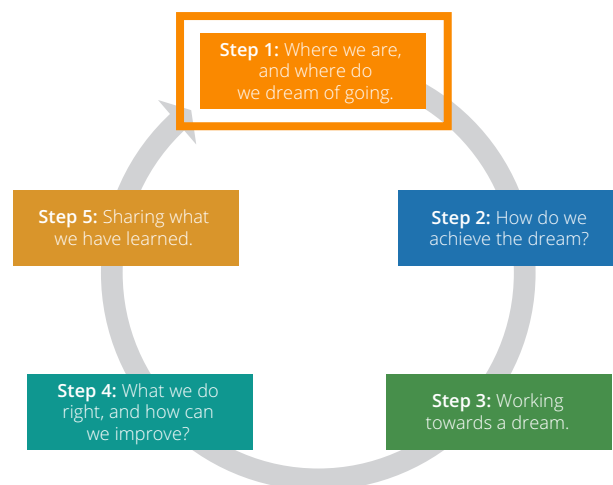 Step 1: Where we are,
and where do
we dream of going.
Step 2: How do we
achieve the dream?
Step 3: Working
towards a dream.
Step 4: What we do
right, and how can
we improve?
Step 5: Sharing what
we have learned.